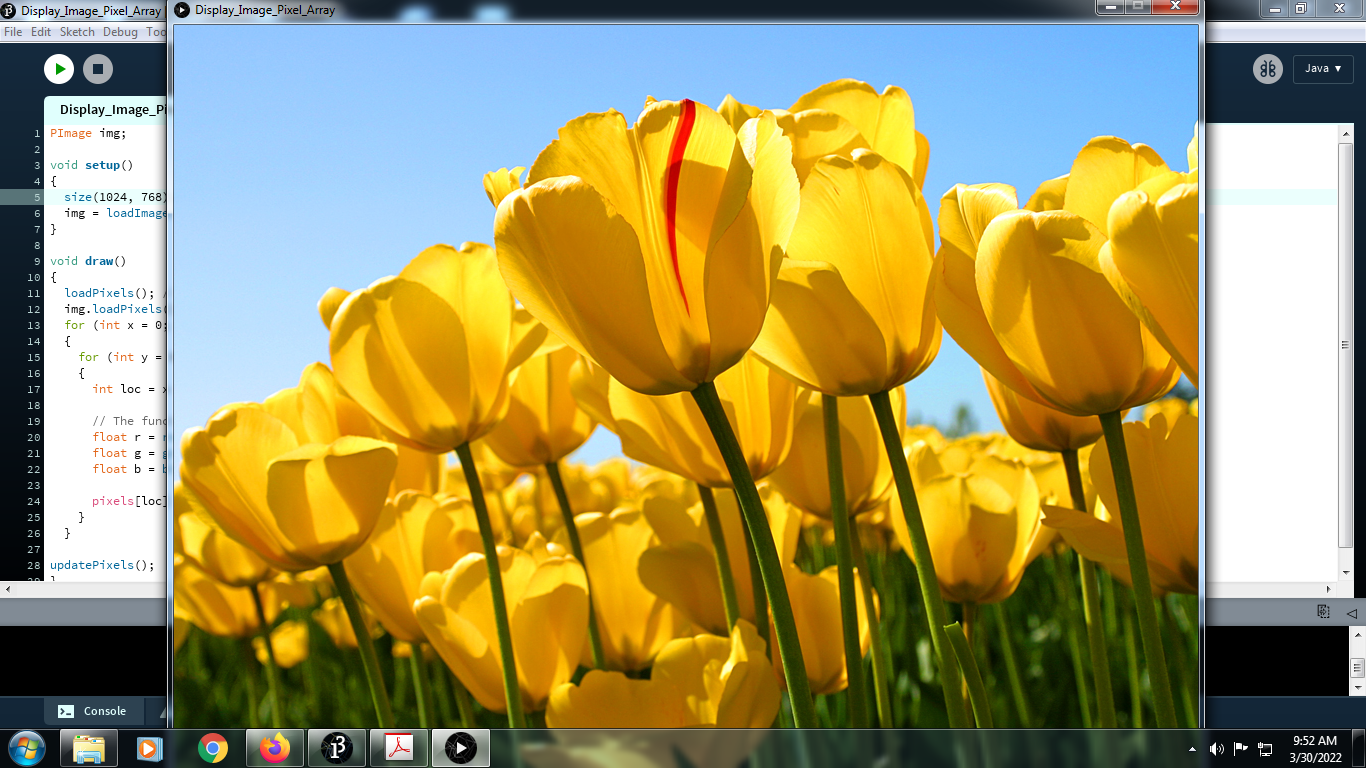 Display_Image_Pixel_Array
Display_Image_Pixel_Array
File Edit Sketch Debug Too
Java ▾
Display_Image_Pi
1 PImage img;
2
3 void setup()
4 {
5 size(1024, 768)
6 img = loadImage
7 }
8
9 void draw()
10 {
11 loadPixels(); /
12 img.loadPixels(
13 for (int x = 0;
14 {
15 for (int y =
16 {
17 int loc = x
18
19 // The func
20 float r = r
21 float g = g
22 float b = b
23
24 pixels[loc]
25 }
26 }
27
28 updatePixels();
29 }
Console
9:52 AM
3/30/2022